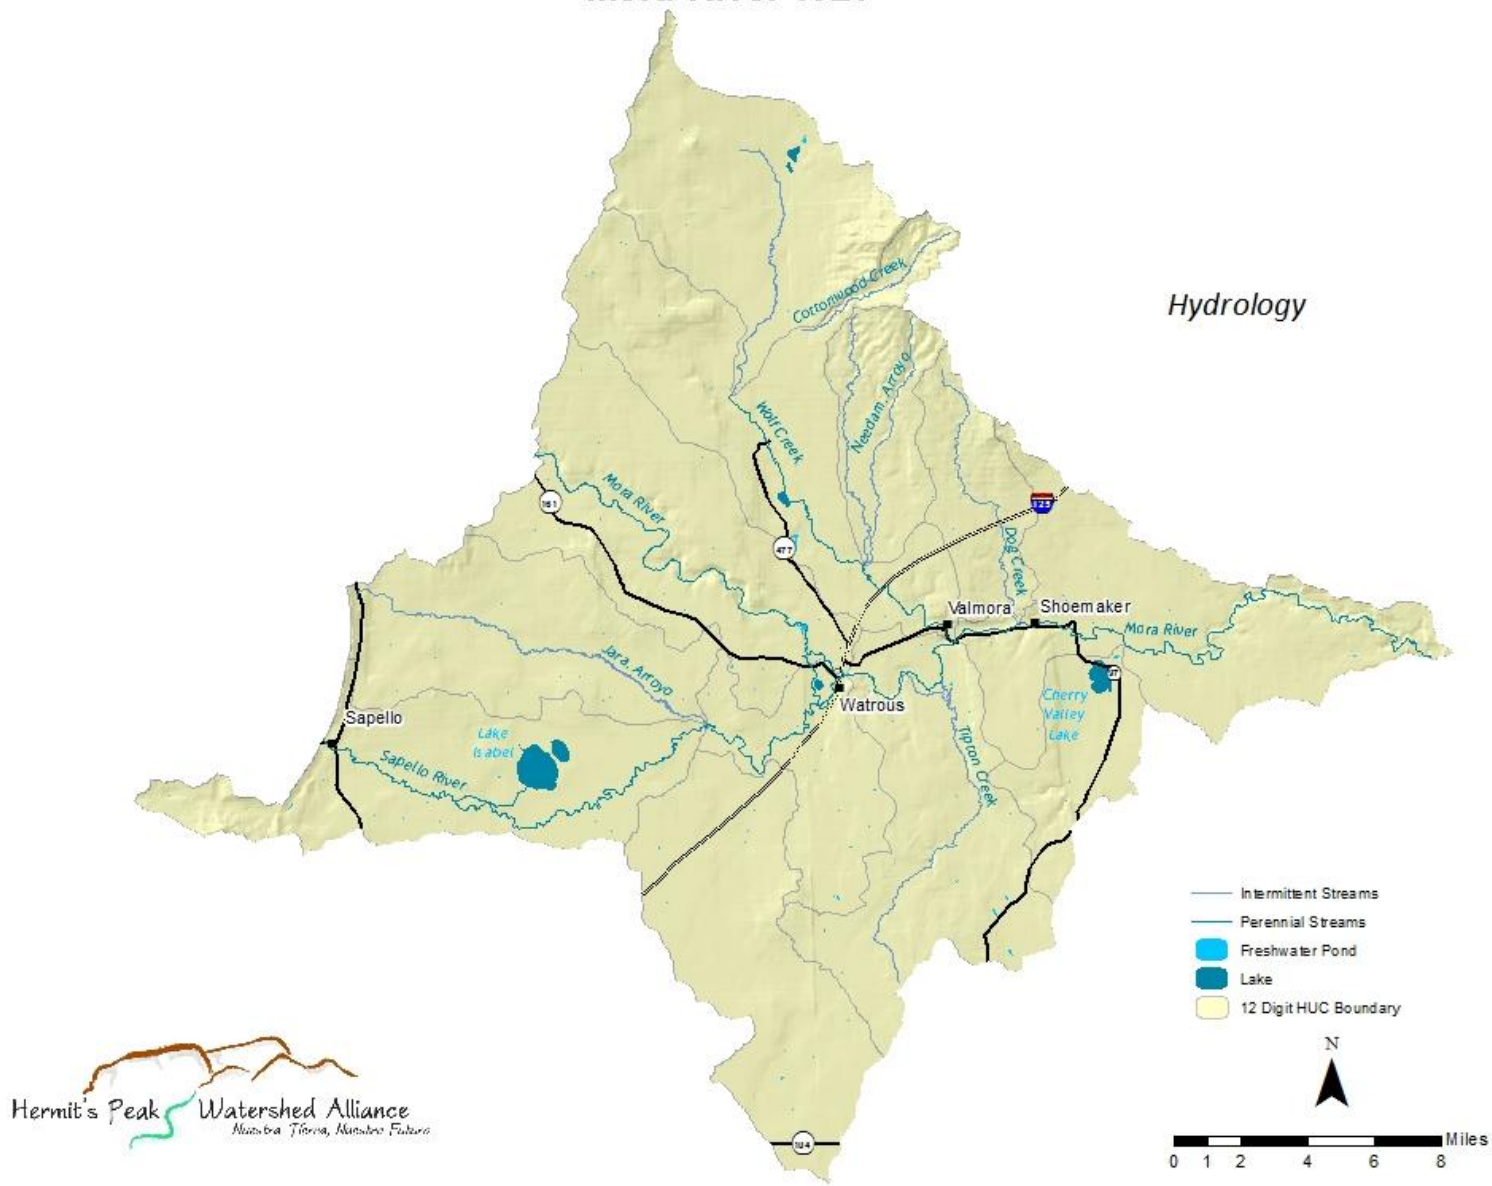 Hydrology
Cottonwood Creek
Needam, Arroyo
Wolf Creek
Mora River
161
125
477
Dog Creek
Valmora
Shoemaker
Mora River
Jara, Arroyo
Watrous
Cherry
Valley
Lake
Sapello
Lake
Isabel
Sapello River
Tipton Creek
Intermittent Streams
Perennial Streams
Freshwater Pond
Lake
12 Digit HUC Boundary
N
Miles
0 1 2 4 6 8
Hermit's Peak Watershed Alliance
Nuestra Tierra, Nuestro Futuro
104